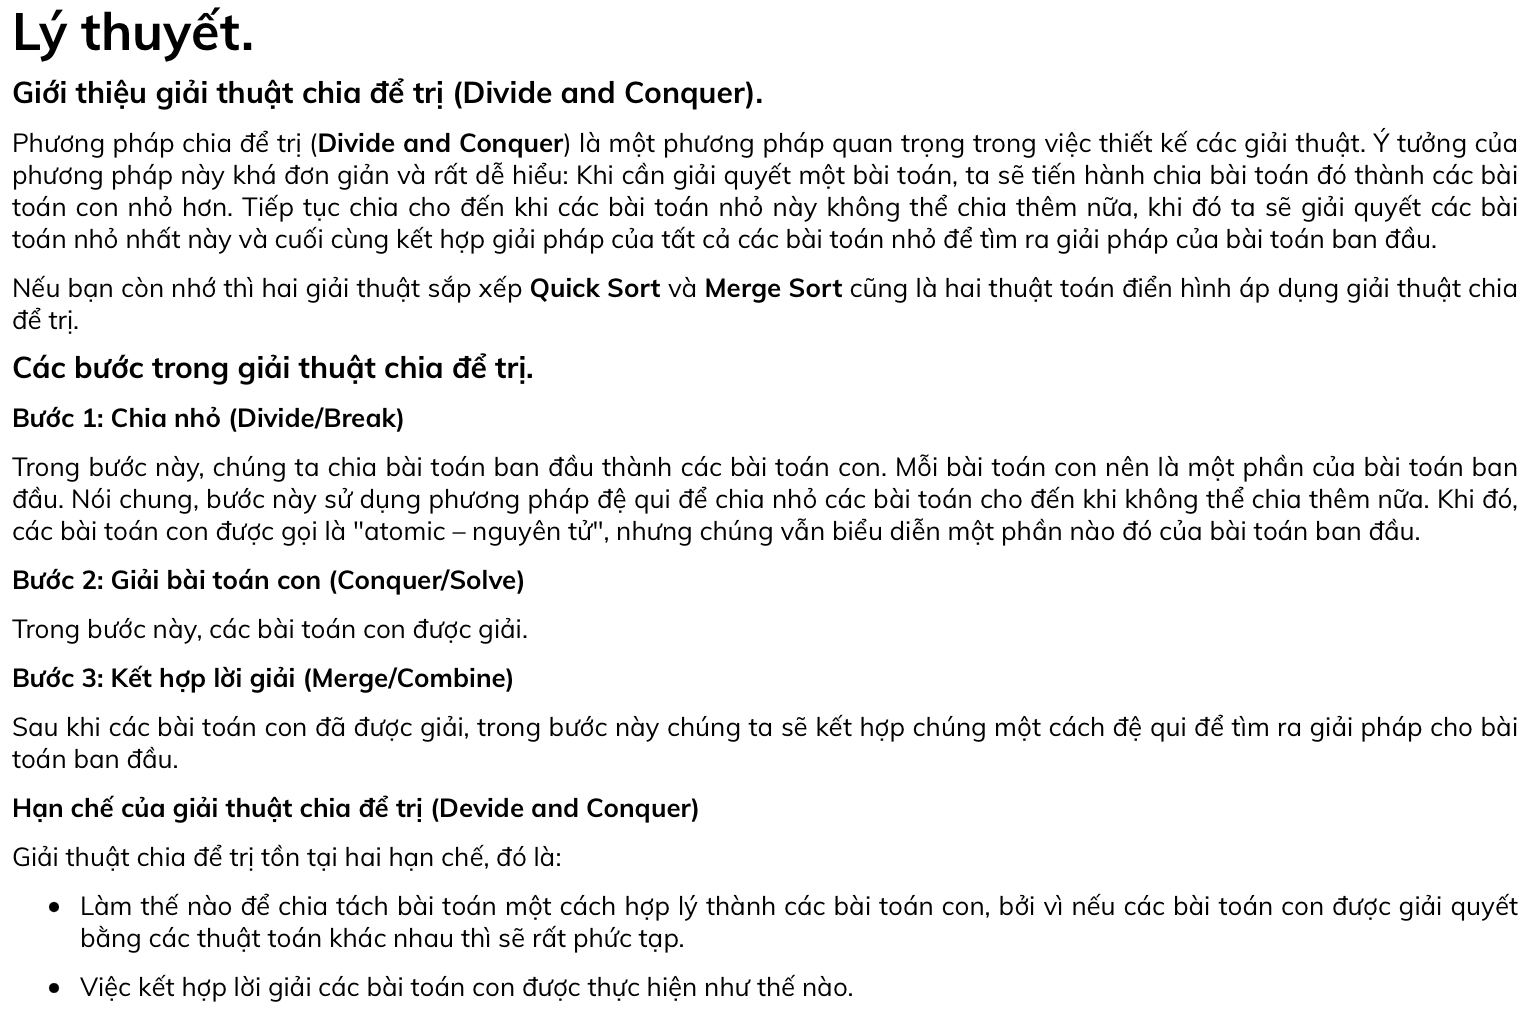 Lý thuyết.
Giới thiệu giải thuật chia để trị (Divide and Conquer).
Phương pháp chia để trị (Divide and Conquer) là một phương pháp quan trọng trong việc thiết kế các giải thuật. Ý tưởng của
phương pháp này khá đơn giản và rất dễ hiểu: Khi cần giải quyết một bài toán, ta sẽ tiến hành chia bài toán đó thành các bài
toán con nhỏ hơn. Tiếp tục chia cho đến khi các bài toán nhỏ này không thể chia thêm nữa, khi đó ta sẽ giải quyết các bài
toán nhỏ nhất này và cuối cùng kết hợp giải pháp của tất cả các bài toán nhỏ để tìm ra giải pháp của bài toán ban đầu.
Nếu bạn còn nhớ thì hai giải thuật sắp xếp Quick Sort và Merge Sort cũng là hai thuật toán điển hình áp dụng giải thuật chia
để trị.
Các bước trong giải thuật chia để trị.
Bước 1: Chia nhỏ (Divide/Break)
Trong bước này, chúng ta chia bài toán ban đầu thành các bài toán con. Mỗi bài toán con nên là một phần của bài toán ban
đầu. Nói chung, bước này sử dụng phương pháp đệ qui để chia nhỏ các bài toán cho đến khi không thể chia thêm nữa. Khi đó,
các bài toán con được gọi là "atomic – nguyên tử", nhưng chúng vẫn biểu diễn một phần nào đó của bài toán ban đầu.
Bước 2: Giải bài toán con (Conquer/Solve)
Trong bước này, các bài toán con được giải.
Bước 3: Kết hợp lời giải (Merge/Combine)
Sau khi các bài toán con đã được giải, trong bước này chúng ta sẽ kết hợp chúng một cách đệ qui để tìm ra giải pháp cho bài
toán ban đầu.
Hạn chế của giải thuật chia để trị (Devide and Conquer)
Giải thuật chia để trị tồn tại hai hạn chế, đó là:
• Làm thế nào để chia tách bài toán một cách hợp lý thành các bài toán con, bởi vì nếu các bài toán con được giải quyết
bằng các thuật toán khác nhau thì sẽ rất phức tạp.
• Việc kết hợp lời giải các bài toán con được thực hiện như thế nào.